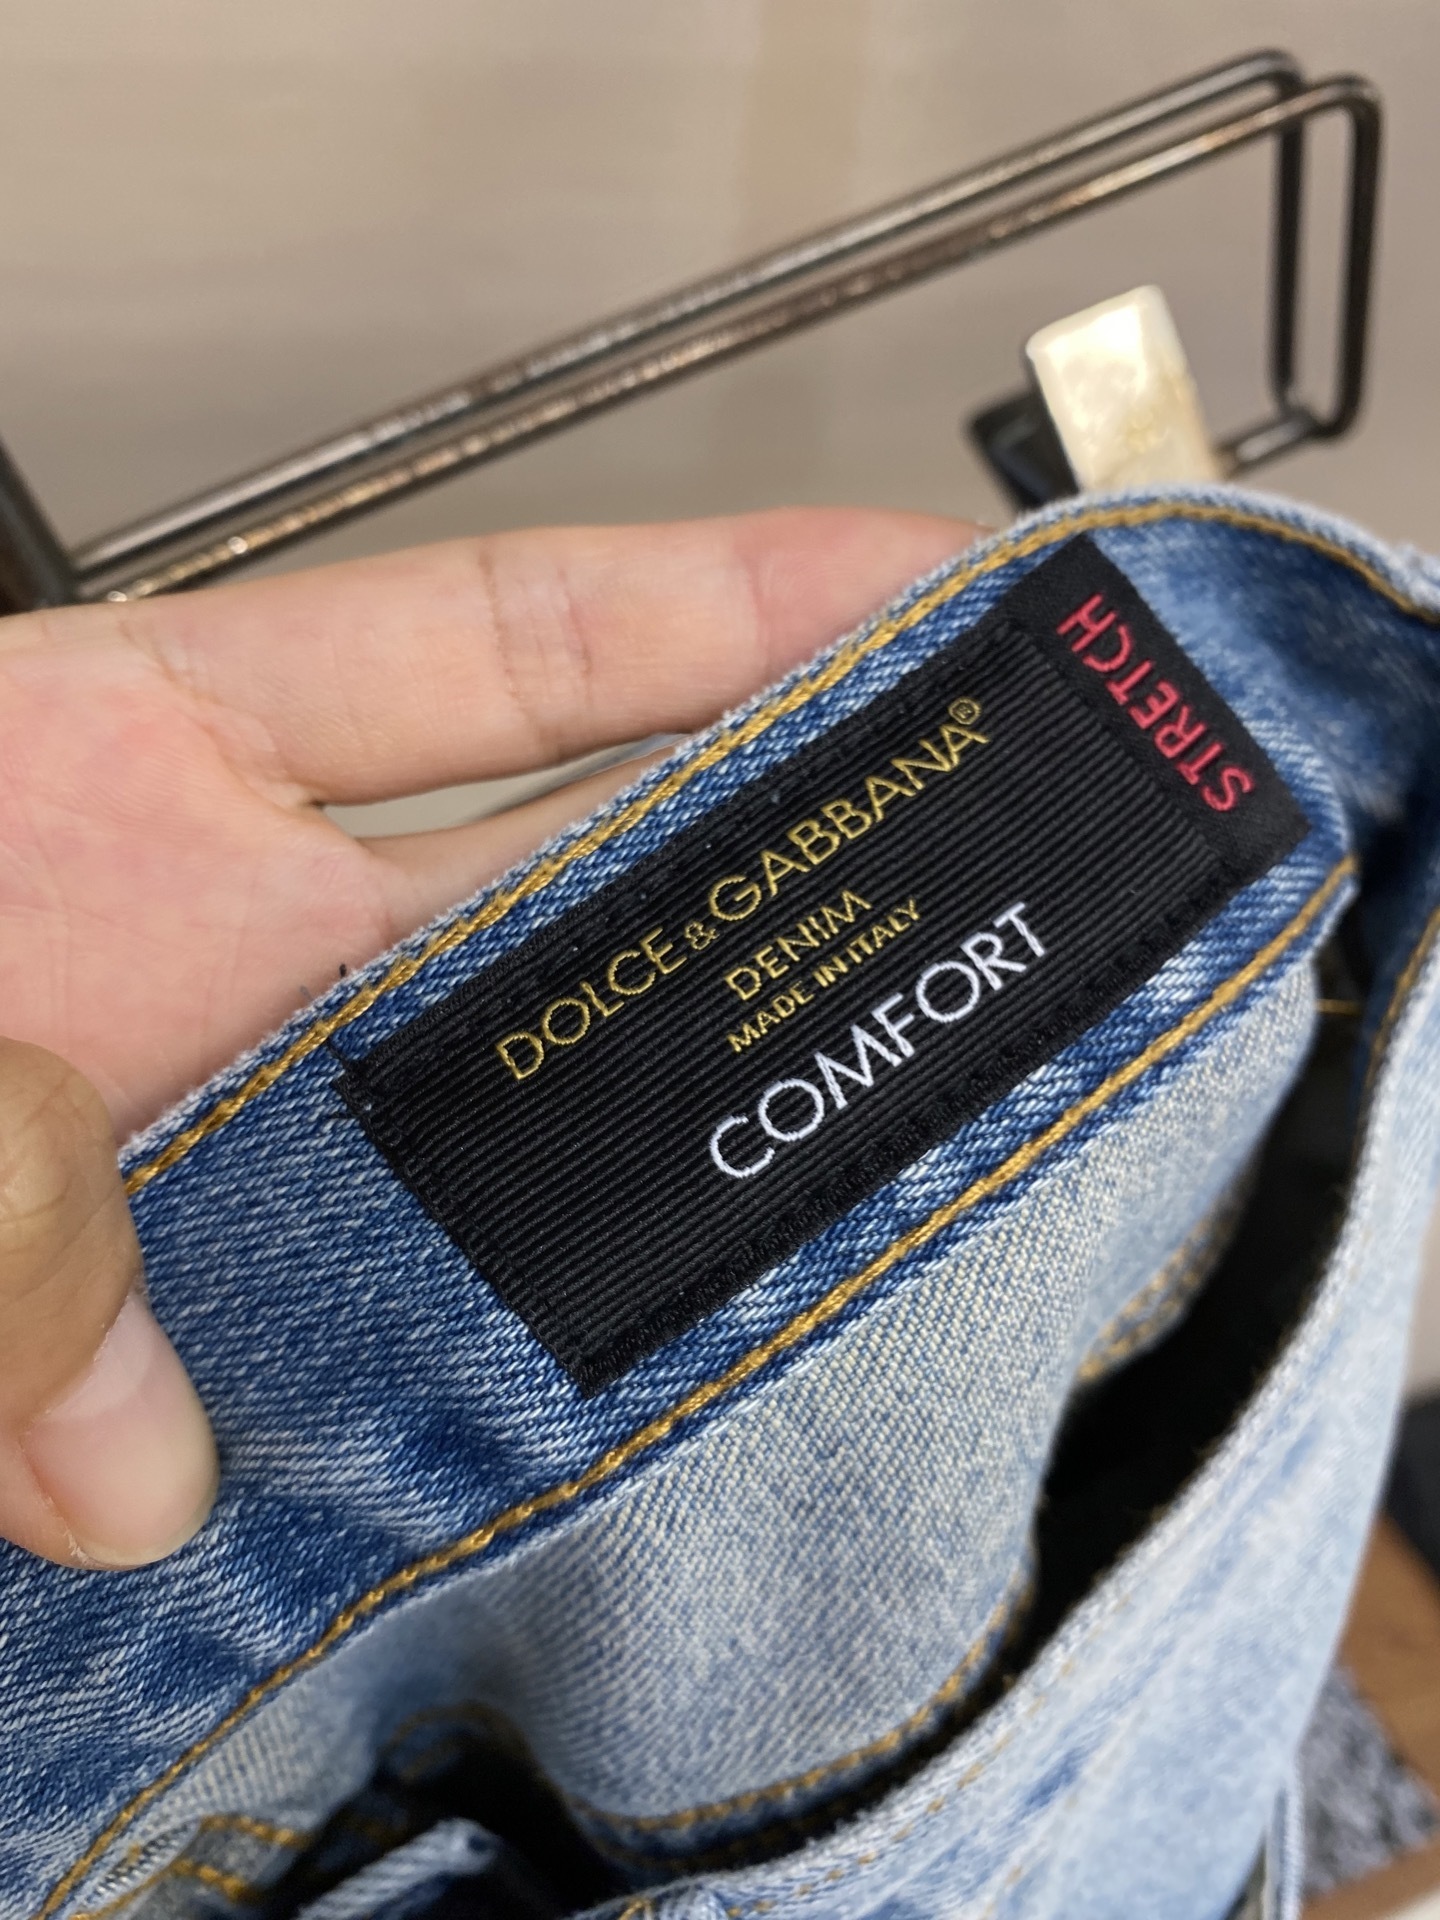 DOLCE & GABBANA®
DENIM
MADE IN ITALY
COMFORT
STRETCH